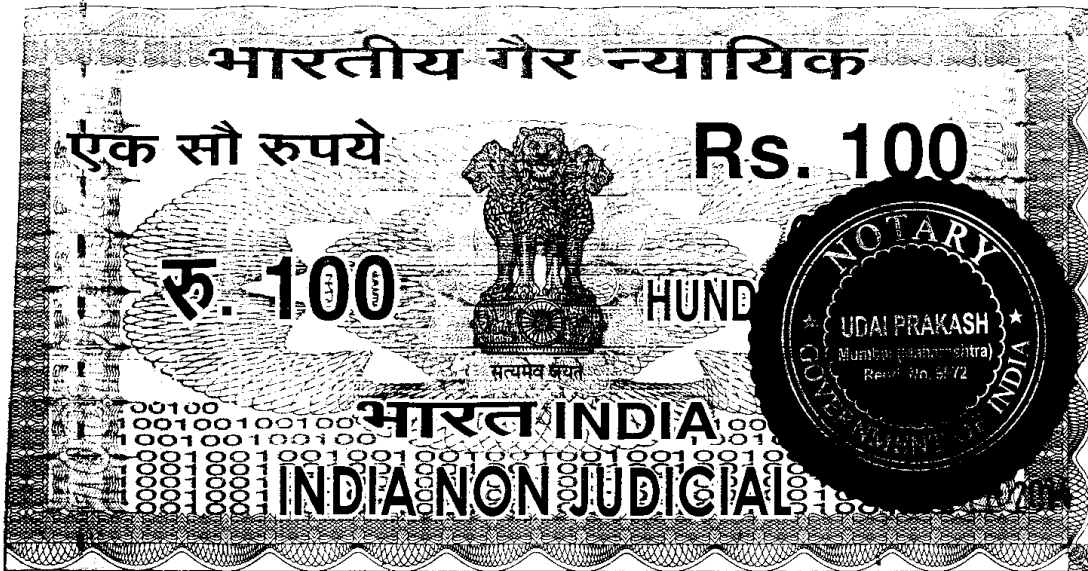 भारतीय गैर न्यायिक
एक सौ रुपये
Rs. 100
रु. 100
HUND
सत्यमेव जयते
भारत INDIA
INDIA NON JUDICIAL
NOTARY
UDAI PRAKASH
Mumbai (Maharashtra)
GOVERNMENT OF INDIA